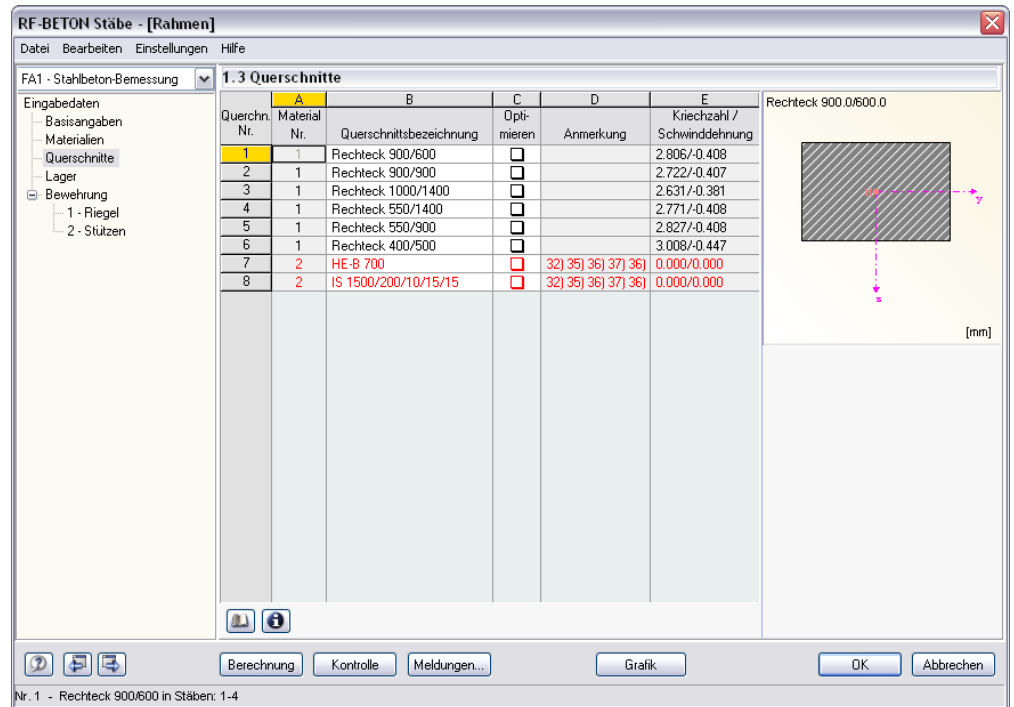 RF-BETON Stäbe - [Rahmen]
Datei Bearbeiten Einstellungen Hilfe
FA1 - Stahlbeton-Bemessung
1.3 Querschnitte
Eingabedaten
Basisangaben
Materialien
Querschnitte
Lager
Bewehrung
1 - Riegel
2 - Stützen
A B C D E
Querchn. Material Opti- Kriechzahl /
Nr. Nr. Querschnittsbezeichnung mieren Anmerkung Schwinddehnung
1 1 Rechteck 900/600 2.806/-0.408
2 1 Rechteck 900/900 2.722/-0.407
3 1 Rechteck 1000/1400 2.631/-0.381
4 1 Rechteck 550/1400 2.771/-0.408
5 1 Rechteck 550/900 2.827/-0.408
6 1 Rechteck 400/500 3.008/-0.447
7 2 HE-B 700 32) 35) 36) 37) 36) 0.000/0.000
8 2 IS 1500/200/10/15/15 32) 35) 36) 37) 36) 0.000/0.000
Rechteck 900.0/600.0
y
z
[mm]
Berechnung Kontrolle Meldungen... Grafik OK Abbrechen
Nr. 1 - Rechteck 900/600 in Stäben: 1-4